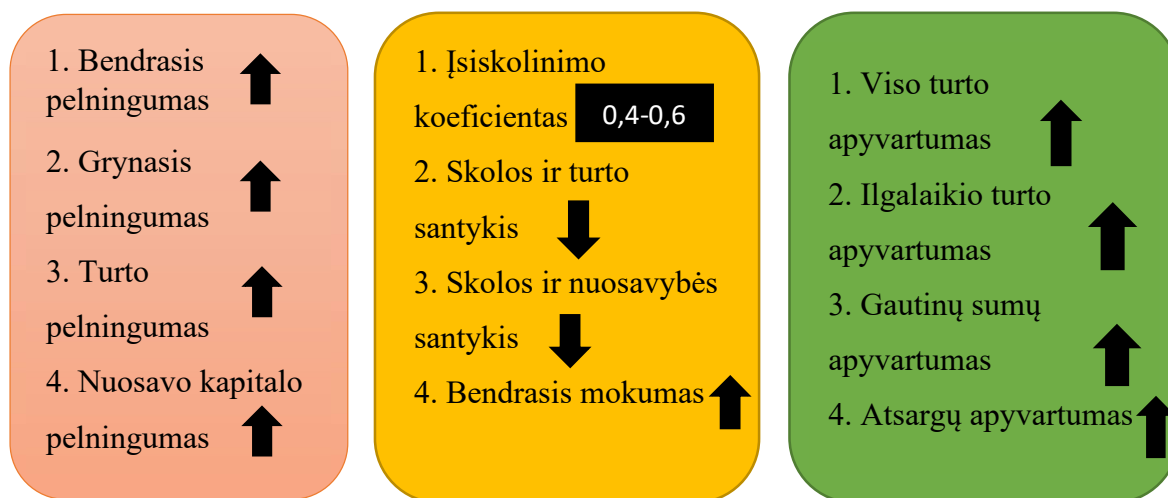 1. Bendrasis
pelningumas
2. Grynasis
pelningumas
3. Turto
pelningumas
4. Nuosavo kapitalo
pelningumas
1. Įsiskolinimo
koeficientas 0,4-0,6
2. Skolos ir turto
santykis
3. Skolos ir nuosavybės
santykis
4. Bendrasis mokumas
1. Viso turto
apyvartumas
2. Ilgalaikio turto
apyvartumas
3. Gautinų sumų
apyvartumas
4. Atsargų apyvartumas